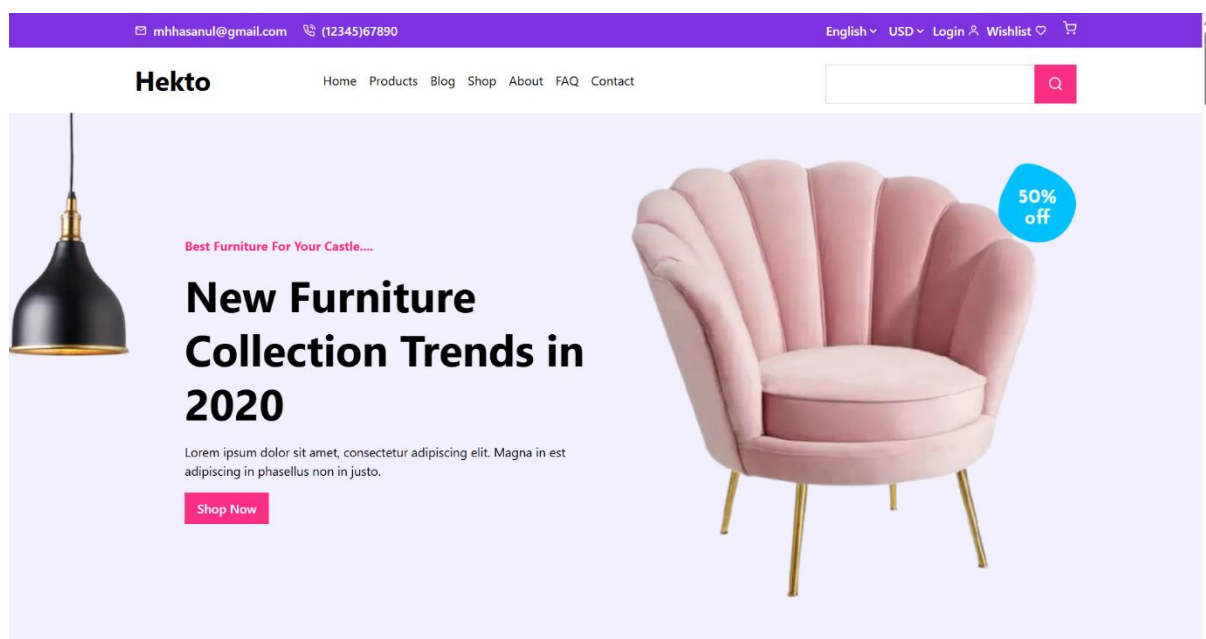 mhhasanul@gmail.com (12345)67890 English USD Login Wishlist
Hekto Home Products Blog Shop About FAQ Contact
50%
off
Best Furniture For Your Castle....
New Furniture
Collection Trends in
2020
Lorem ipsum dolor sit amet, consectetur adipiscing elit. Magna in est
adipiscing in phasellus non in justo.
Shop Now